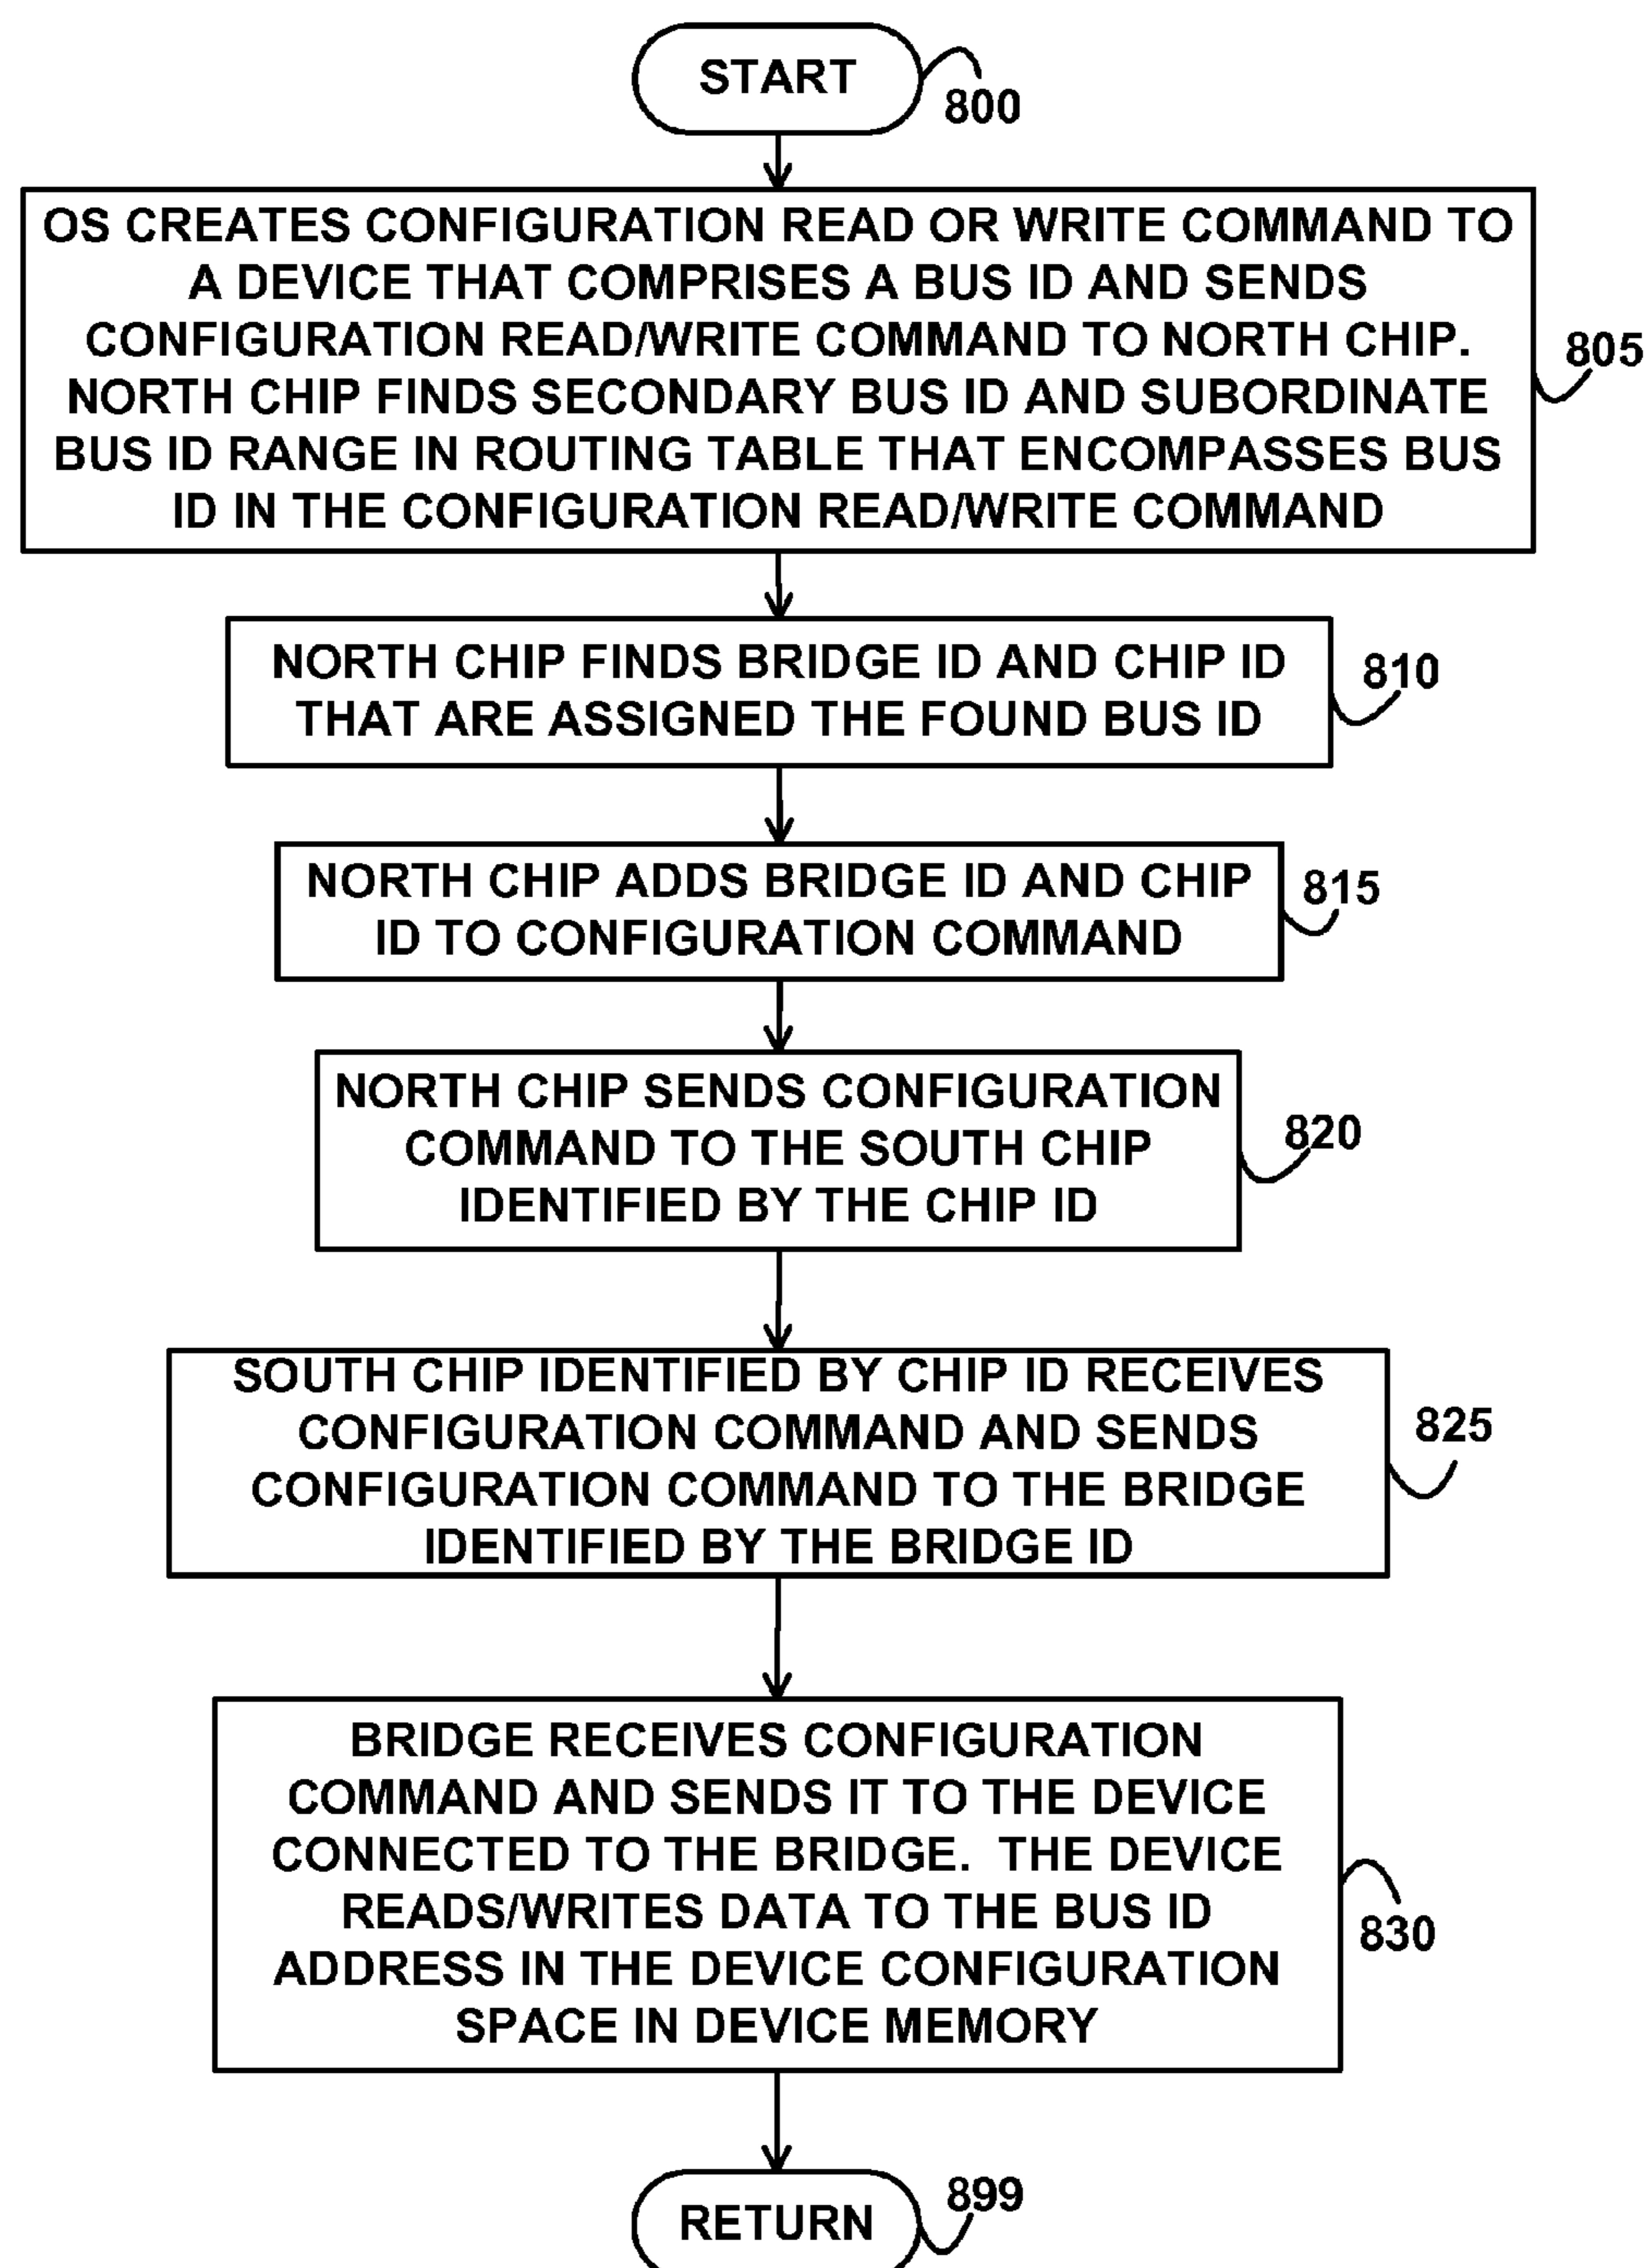 START
800
OS CREATES CONFIGURATION READ OR WRITE COMMAND TO
A DEVICE THAT COMPRISES A BUS ID AND SENDS
CONFIGURATION READ/WRITE COMMAND TO NORTH CHIP.
NORTH CHIP FINDS SECONDARY BUS ID AND SUBORDINATE
BUS ID RANGE IN ROUTING TABLE THAT ENCOMPASSES BUS
ID IN THE CONFIGURATION READ/WRITE COMMAND
805
NORTH CHIP FINDS BRIDGE ID AND CHIP ID
THAT ARE ASSIGNED THE FOUND BUS ID
810
NORTH CHIP ADDS BRIDGE ID AND CHIP
ID TO CONFIGURATION COMMAND
815
NORTH CHIP SENDS CONFIGURATION
COMMAND TO THE SOUTH CHIP
IDENTIFIED BY THE CHIP ID
820
SOUTH CHIP IDENTIFIED BY CHIP ID RECEIVES
CONFIGURATION COMMAND AND SENDS
CONFIGURATION COMMAND TO THE BRIDGE
IDENTIFIED BY THE BRIDGE ID
825
BRIDGE RECEIVES CONFIGURATION
COMMAND AND SENDS IT TO THE DEVICE
CONNECTED TO THE BRIDGE. THE DEVICE
READS/WRITES DATA TO THE BUS ID
ADDRESS IN THE DEVICE CONFIGURATION
SPACE IN DEVICE MEMORY
830
RETURN
899